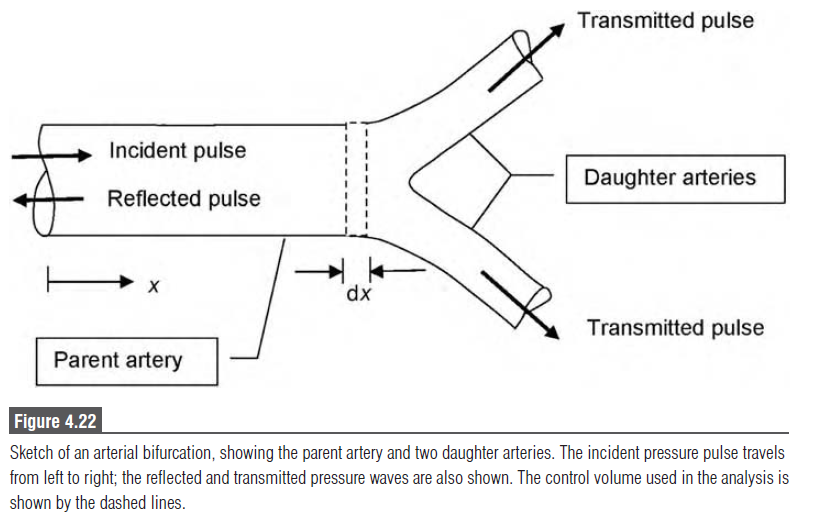 Transmitted pulse
Incident pulse
Reflected pulse
Daughter arteries
x
dx
Transmitted pulse
Parent artery
Figure 4.22
Sketch of an arterial bifurcation, showing the parent artery and two daughter arteries. The incident pressure pulse travels
from left to right; the reflected and transmitted pressure waves are also shown. The control volume used in the analysis is
shown by the dashed lines.